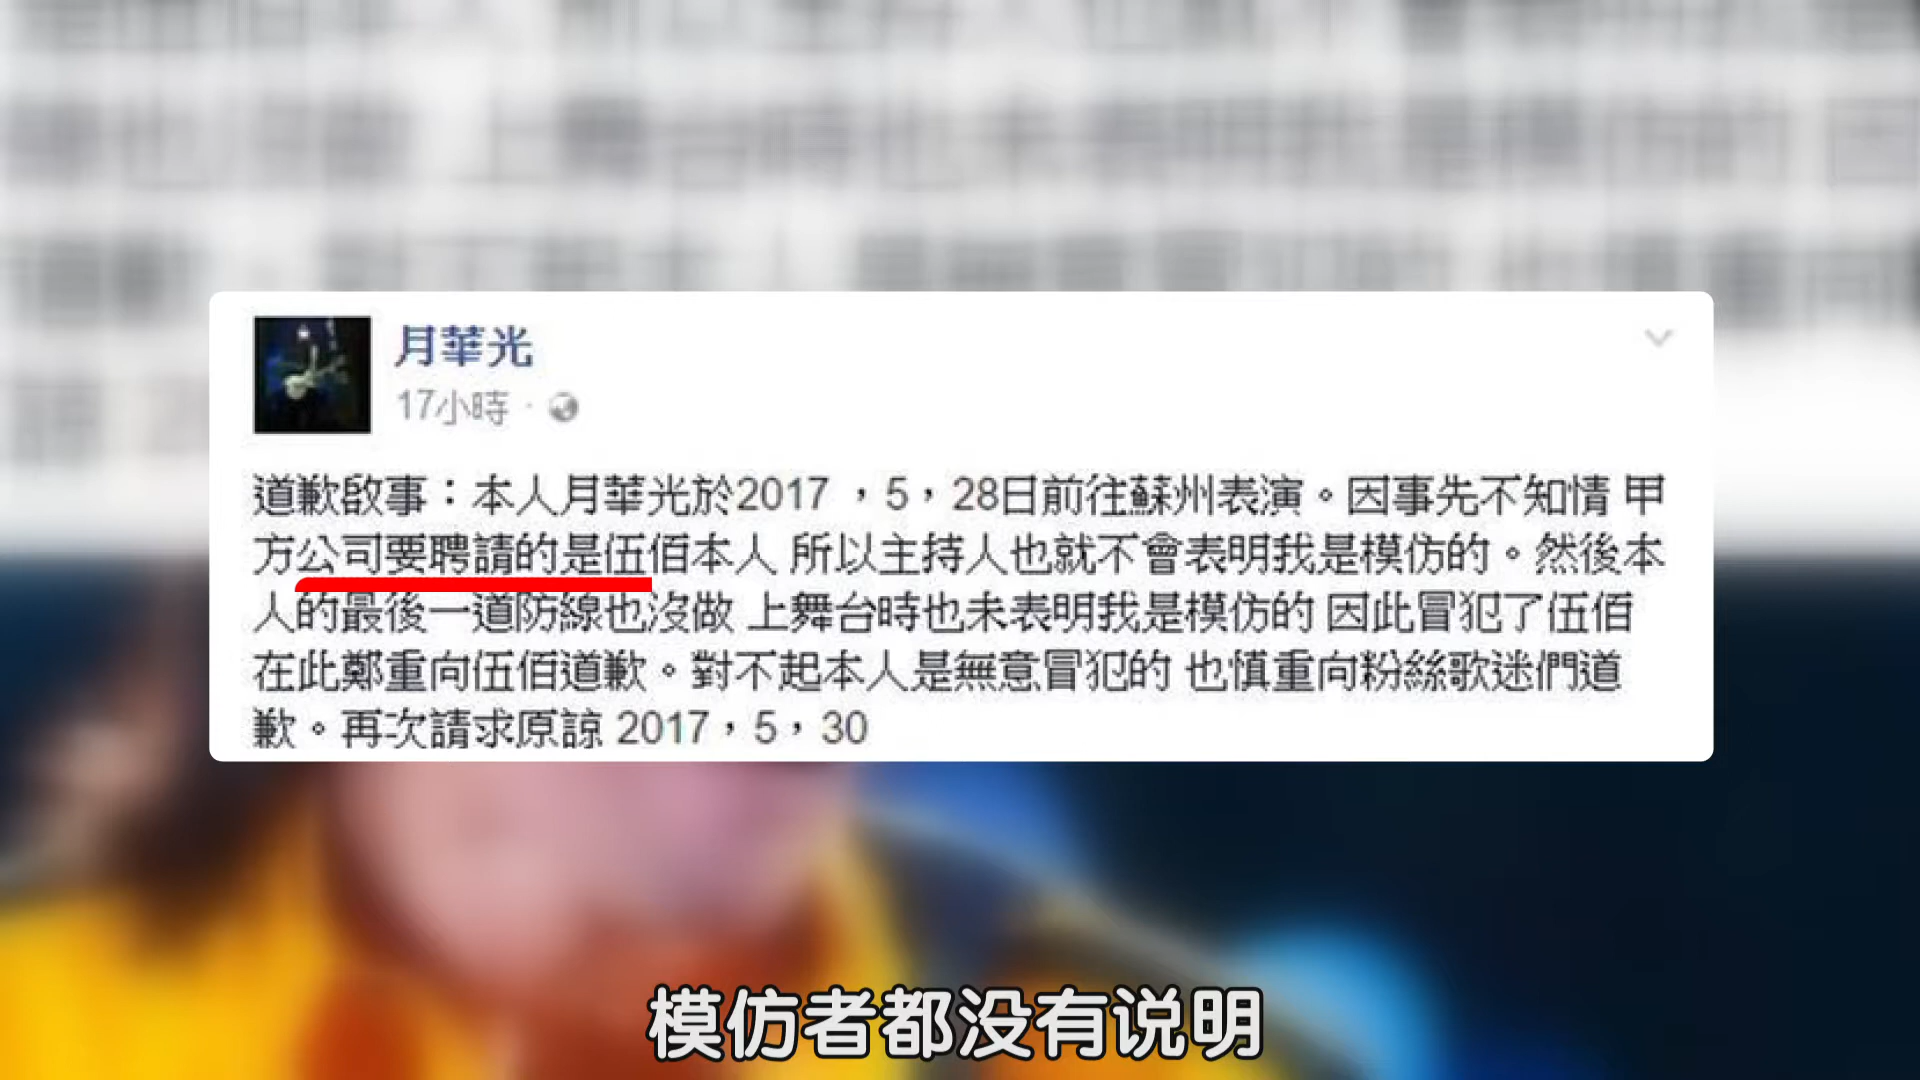 月華光
17小時 ·
道歉啟事：本人月華光於2017，5，28日前往蘇州表演。因事先不知情 甲
方公司要聘請的是伍佰本人 所以主持人也就不會表明我是模仿的。然後本
人的最後一道防線也沒做 上舞台時也未表明我是模仿的 因此冒犯了伍佰
在此鄭重向伍佰道歉。對不起本人是無意冒犯的 也慎重向粉絲歌迷們道
歉。再次請求原諒 2017，5，30
模仿者都没有说明